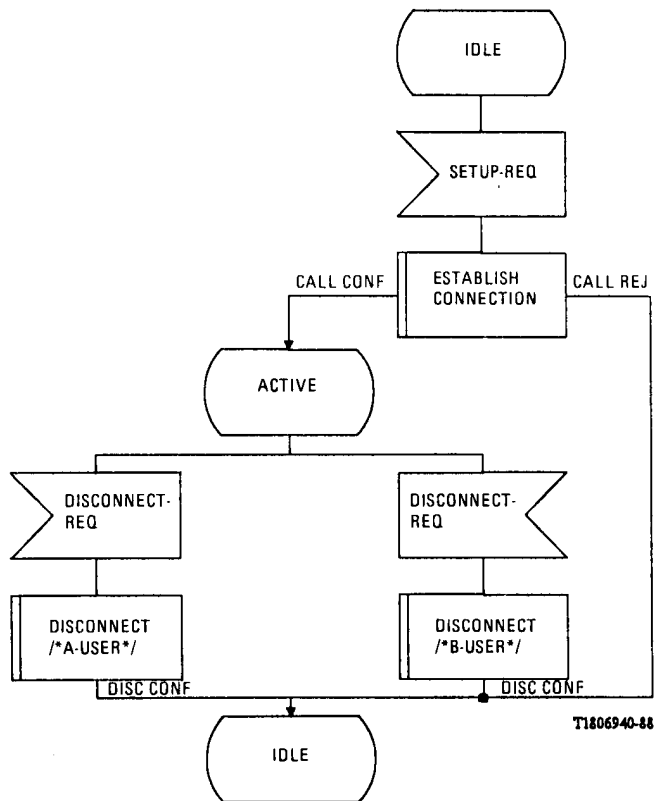 IDLE
SETUP-REQ
CALL CONF
ESTABLISH
CONNECTION
CALL REJ
ACTIVE
DISCONNECT-
REQ
DISCONNECT-
REQ
DISCONNECT
/*A-USER*/
DISCONNECT
/*B-USER*/
DISC CONF
DISC CONF
IDLE
T1806940-88